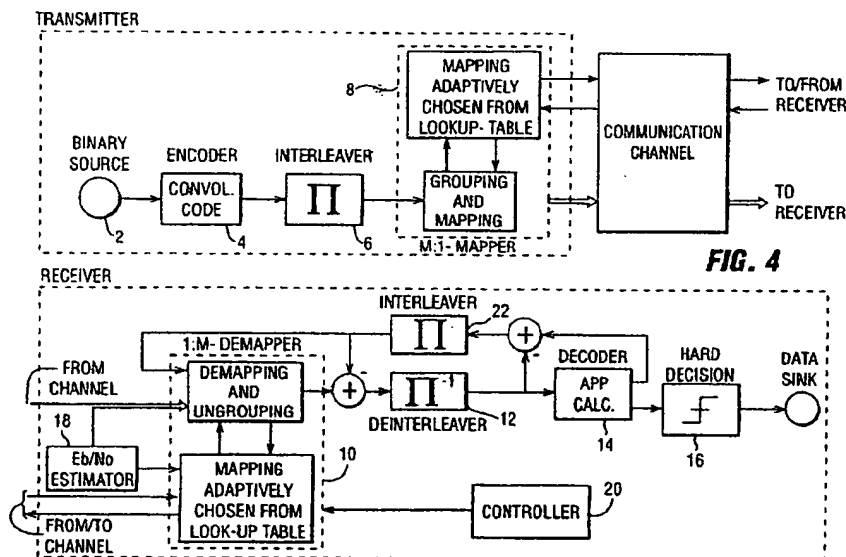 TRANSMITTER
8
MAPPING
ADAPTIVELY
CHOSEN FROM
LOOKUP- TABLE
TO/FROM
RECEIVER
COMMUNICATION
CHANNEL
BINARY
SOURCE
2
ENCODER
CONVOL.
CODE
4
INTERLEAVER
Π
6
GROUPING
AND
MAPPING
M:1- MAPPER
TO
RECEIVER
FIG. 4
RECEIVER
INTERLEAVER
Π
22
1:M- DEMAPPER
FROM
CHANNEL
DEMAPPING
AND
UNGROUPING
+
-
Π-1
DEINTERLEAVER
12
+
-
DECODER
APP
CALC.
14
HARD
DECISION
16
DATA
SINK
18
Eb/No
ESTIMATOR
MAPPING
ADAPTIVELY
CHOSEN FROM
LOOK-UP TABLE
10
CONTROLLER
20
FROM/TO
CHANNEL